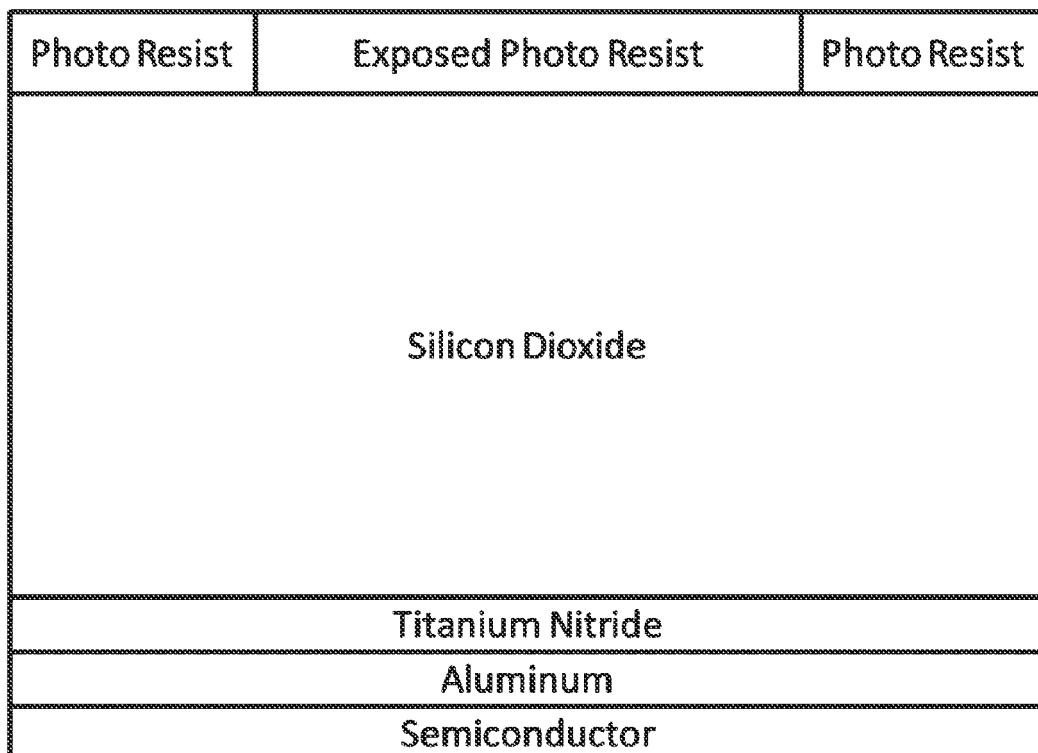 Photo Resist
Exposed Photo Resist
Photo Resist
Silicon Dioxide
Titanium Nitride
Aluminum
Semiconductor